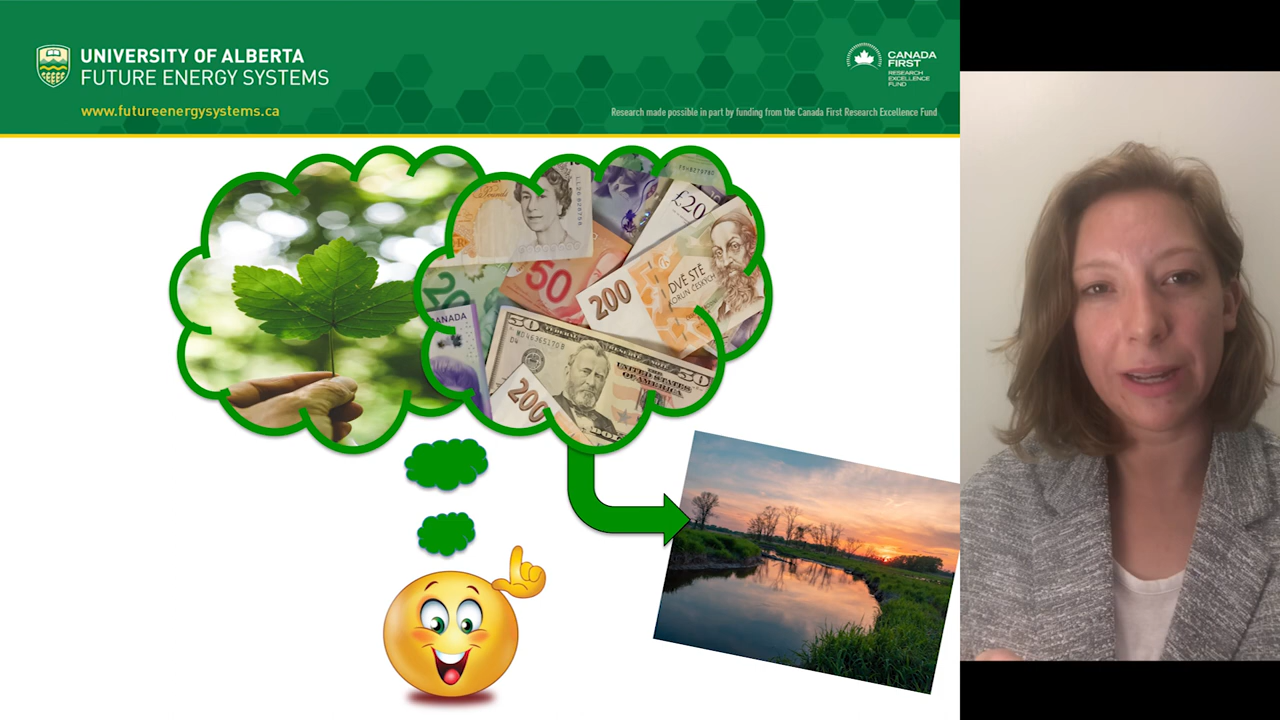 UNIVERSITY OF ALBERTA
FUTURE ENERGY SYSTEMS
www.futureenergysystems.ca
CANADA
FIRST
RESEARCH
EXCELLENCE
FUND
Research made possible in part by funding from the Canada First Research Excellence Fund
£20
50
20
CANADA
200
DVĚ STĚ
KORUN ČESKÝCH
50
50
UNITED STATES
OF AMERICA
200